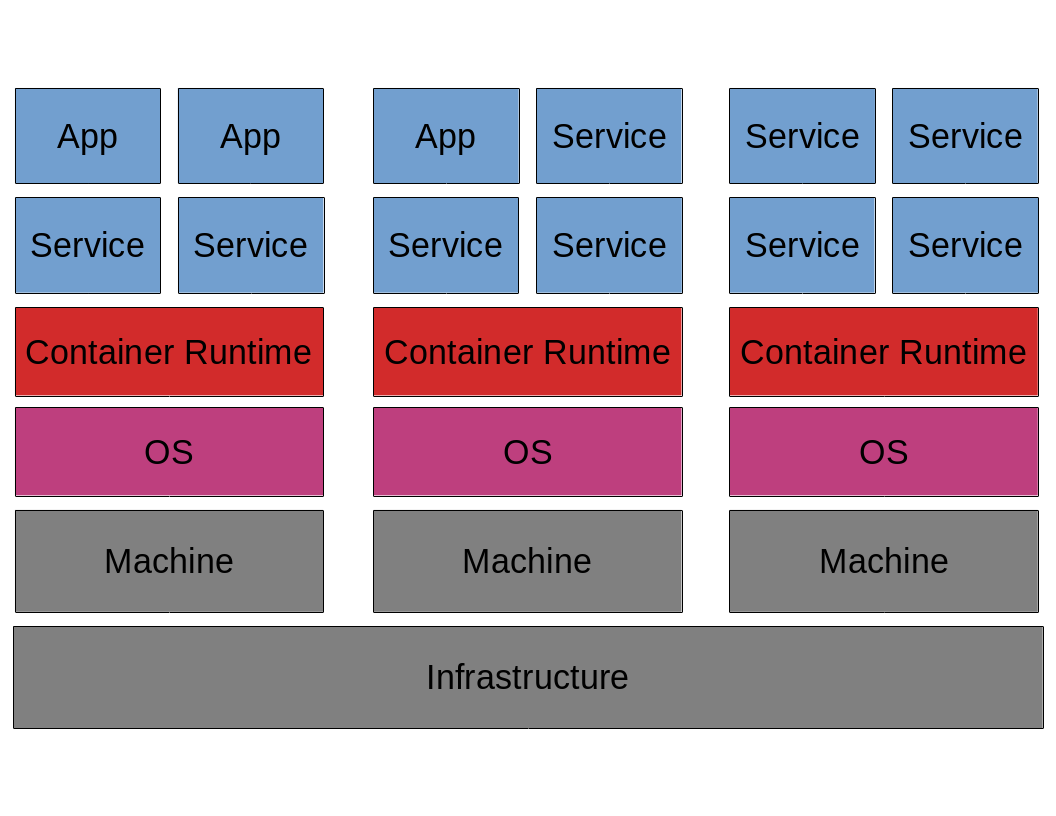 App
App
App
Service
Service
Service
Service
Service
Service
Service
Service
Service
Container Runtime
Container Runtime
Container Runtime
OS
OS
OS
Machine
Machine
Machine
Infrastructure